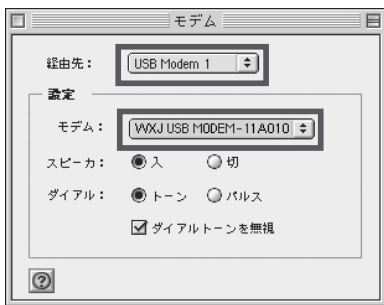 モデム
経由先： USB Modem 1
設定
モデム： WXJ USB MODEM-11A010
スピーカ： 入 切
ダイアル： トーン パルス
ダイアルトーンを無視
?